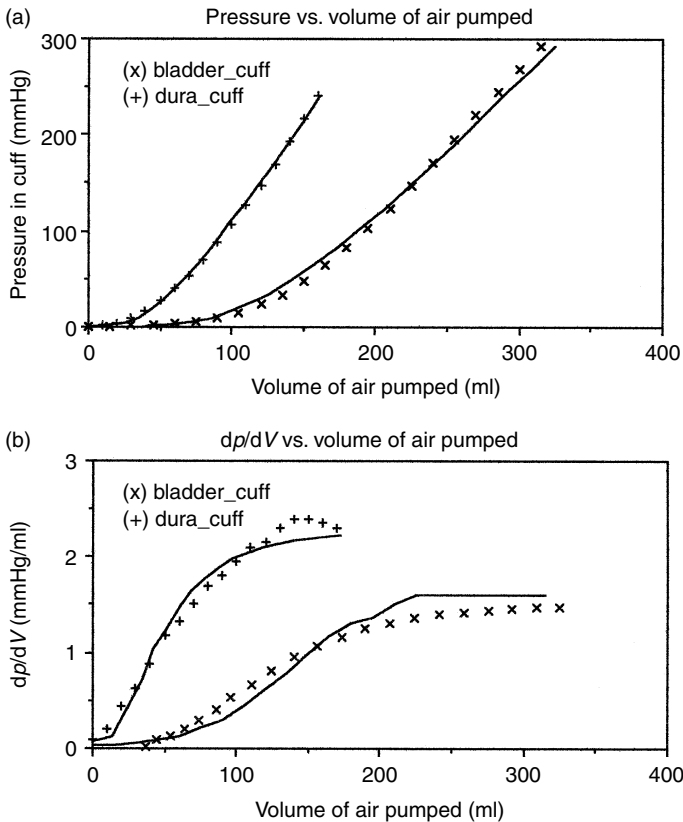 (a)
Pressure vs. volume of air pumped
300
200
100
0
Pressure in cuff (mmHg)
(x) bladder_cuff
(+) dura_cuff
0 100 200 300 400
Volume of air pumped (ml)
(b)
dp/dV vs. volume of air pumped
3
2
1
0
dp/dV (mmHg/ml)
(x) bladder_cuff
(+) dura_cuff
0 100 200 300 400
Volume of air pumped (ml)